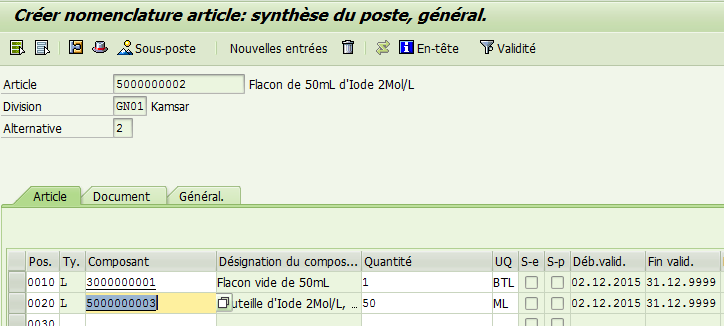 Créer nomenclature article: synthèse du poste, général.
Sous-poste Nouvelles entrées En-tête Validité
Article 5000000002 Flacon de 50mL d'Iode 2Mol/L
Division GN01 Kamsar
Alternative 2
Article Document Général.
Pos. Ty. Composant Désignation du compos... Quantité UQ S-e S-p Déb.valid. Fin valid.
0010 L 3000000001 Flacon vide de 50mL 1 BTL 02.12.2015 31.12.9999
0020 L 5000000003 uteille d'Iode 2Mol/L, ... 50 ML 02.12.2015 31.12.9999
0030